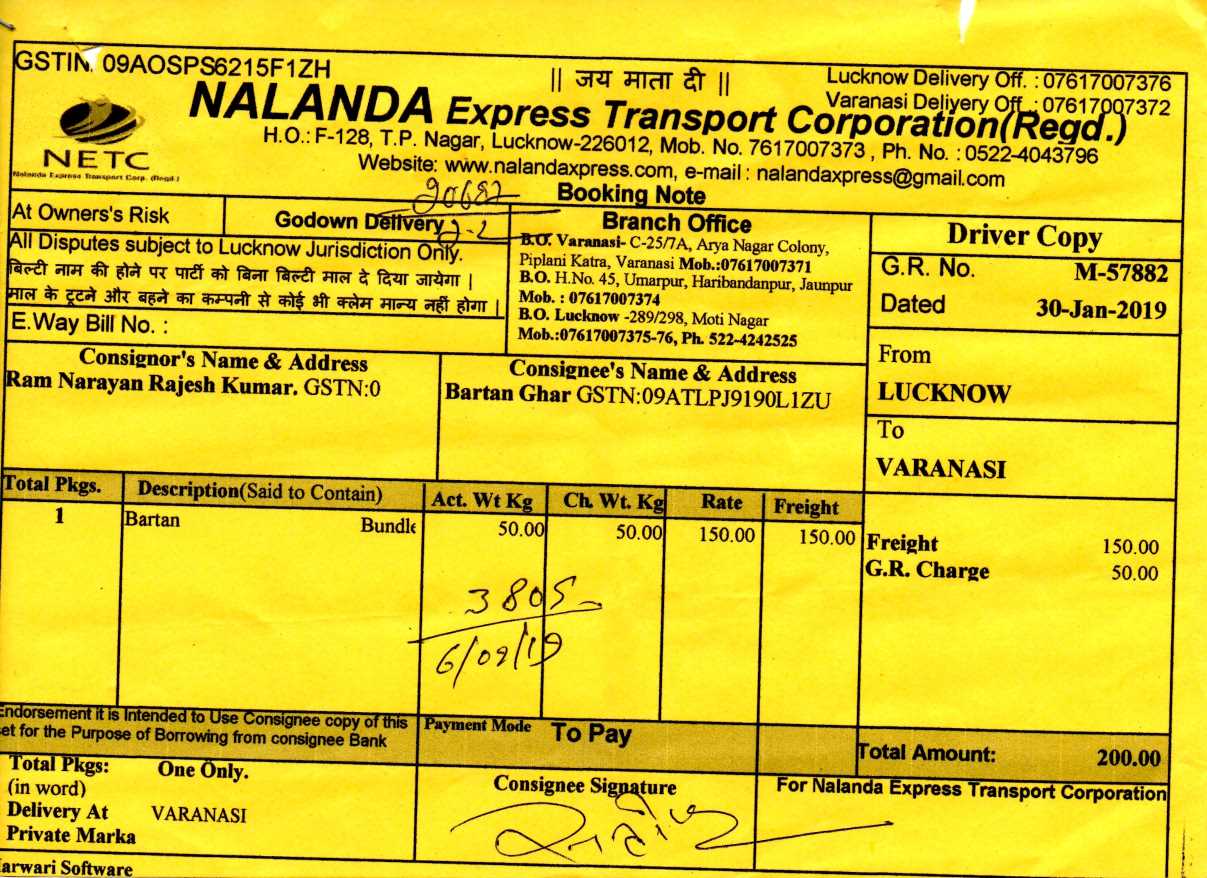 GSTIN: 09AOSPS6215F1ZH
|| जय माता दी ||
Lucknow Delivery Off. : 07617007376
Varanasi Delivery Off. : 07617007372
NALANDA Express Transport Corporation(Regd.)
NETC
Nalanda Express Transport Corp. (Regd.)
H.O.: F-128, T.P. Nagar, Lucknow-226012, Mob. No. 7617007373 , Ph. No. : 0522-4043796
Website: www.nalandaxpress.com, e-mail : nalandaxpress@gmail.com
20682
Booking Note
At Owners's Risk
Godown Delivery
All Disputes subject to Lucknow Jurisdiction Only.
बिल्टी नाम की होने पर पार्टी को बिना बिल्टी माल दे दिया जायेगा |
माल के टूटने और बहने का कम्पनी से कोई भी क्लेम मान्य नहीं होगा |
E.Way Bill No. :
Branch Office
B.O. Varanasi- C-25/7A, Arya Nagar Colony,
Piplani Katra, Varanasi Mob.:07617007371
B.O. H.No. 45, Umarpur, Haribandanpur, Jaunpur
Mob. : 07617007374
B.O. Lucknow -289/298, Moti Nagar
Mob.:07617007375-76, Ph. 522-4242525
Driver Copy
G.R. No. M-57882
Dated 30-Jan-2019
From
LUCKNOW
To
VARANASI
Consignor's Name & Address
Ram Narayan Rajesh Kumar. GSTN:0
Consignee's Name & Address
Bartan Ghar GSTN:09ATLPJ9190L1ZU
Total Pkgs. Description(Said to Contain) Act. Wt Kg Ch. Wt. Kg Rate Freight
1 Bartan Bundle 50.00 50.00 150.00 150.00
Freight 150.00
G.R. Charge 50.00
3805
6/02/19
Endorsement it is Intended to Use Consignee copy of this
set for the Purpose of Borrowing from consignee Bank
Payment Mode To Pay
Total Amount: 200.00
Total Pkgs: One Only.
(in word)
Delivery At VARANASI
Private Marka
Consignee Signature
For Nalanda Express Transport Corporation
Marwari Software